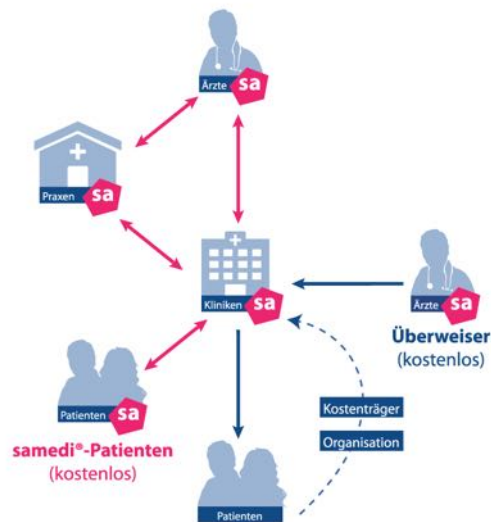 Ärzte
sa
Praxen
sa
Kliniken
sa
Ärzte
sa
Überweiser
(kostenlos)
Patienten
sa
samedi®-Patienten
(kostenlos)
Kostenträger
Organisation
Patienten